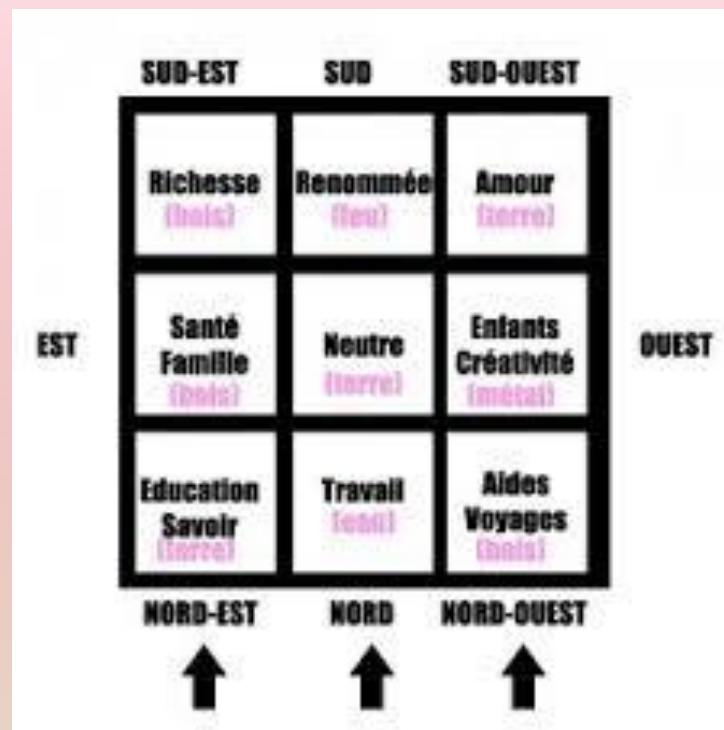 SUD-EST SUD SUD-OUEST
Richesse Renommée Amour
(bois) (feu) (terre)
EST
Santé
Famille
(bois)
Neutre
(terre)
Enfants
Créativité
(métal)
OUEST
Education
Savoir
(terre)
Travail
(eau)
Aides
Voyages
(bois)
NORD-EST NORD NORD-OUEST